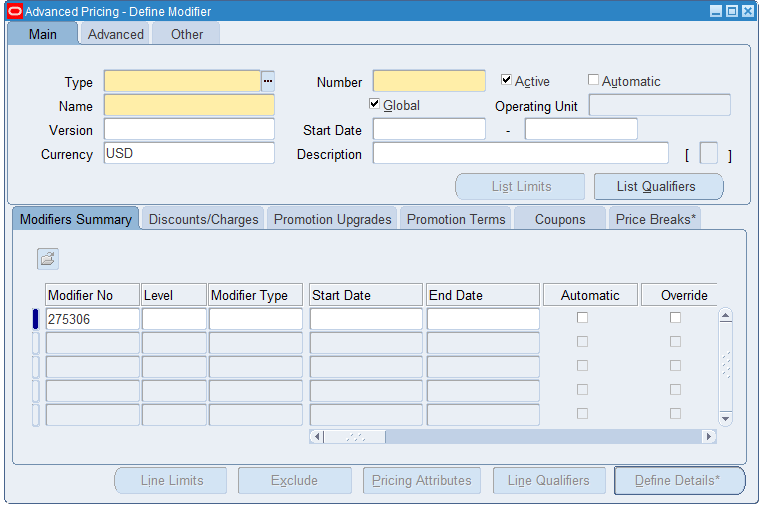 Advanced Pricing - Define Modifier
Main Advanced Other
Type ... Number Active Automatic
Name Global Operating Unit
Version Start Date -
Currency USD Description [ ]
List Limits List Qualifiers
Modifiers Summary Discounts/Charges Promotion Upgrades Promotion Terms Coupons Price Breaks*
Modifier No Level Modifier Type Start Date End Date Automatic Override
275306
Line Limits Exclude Pricing Attributes Line Qualifiers Define Details*